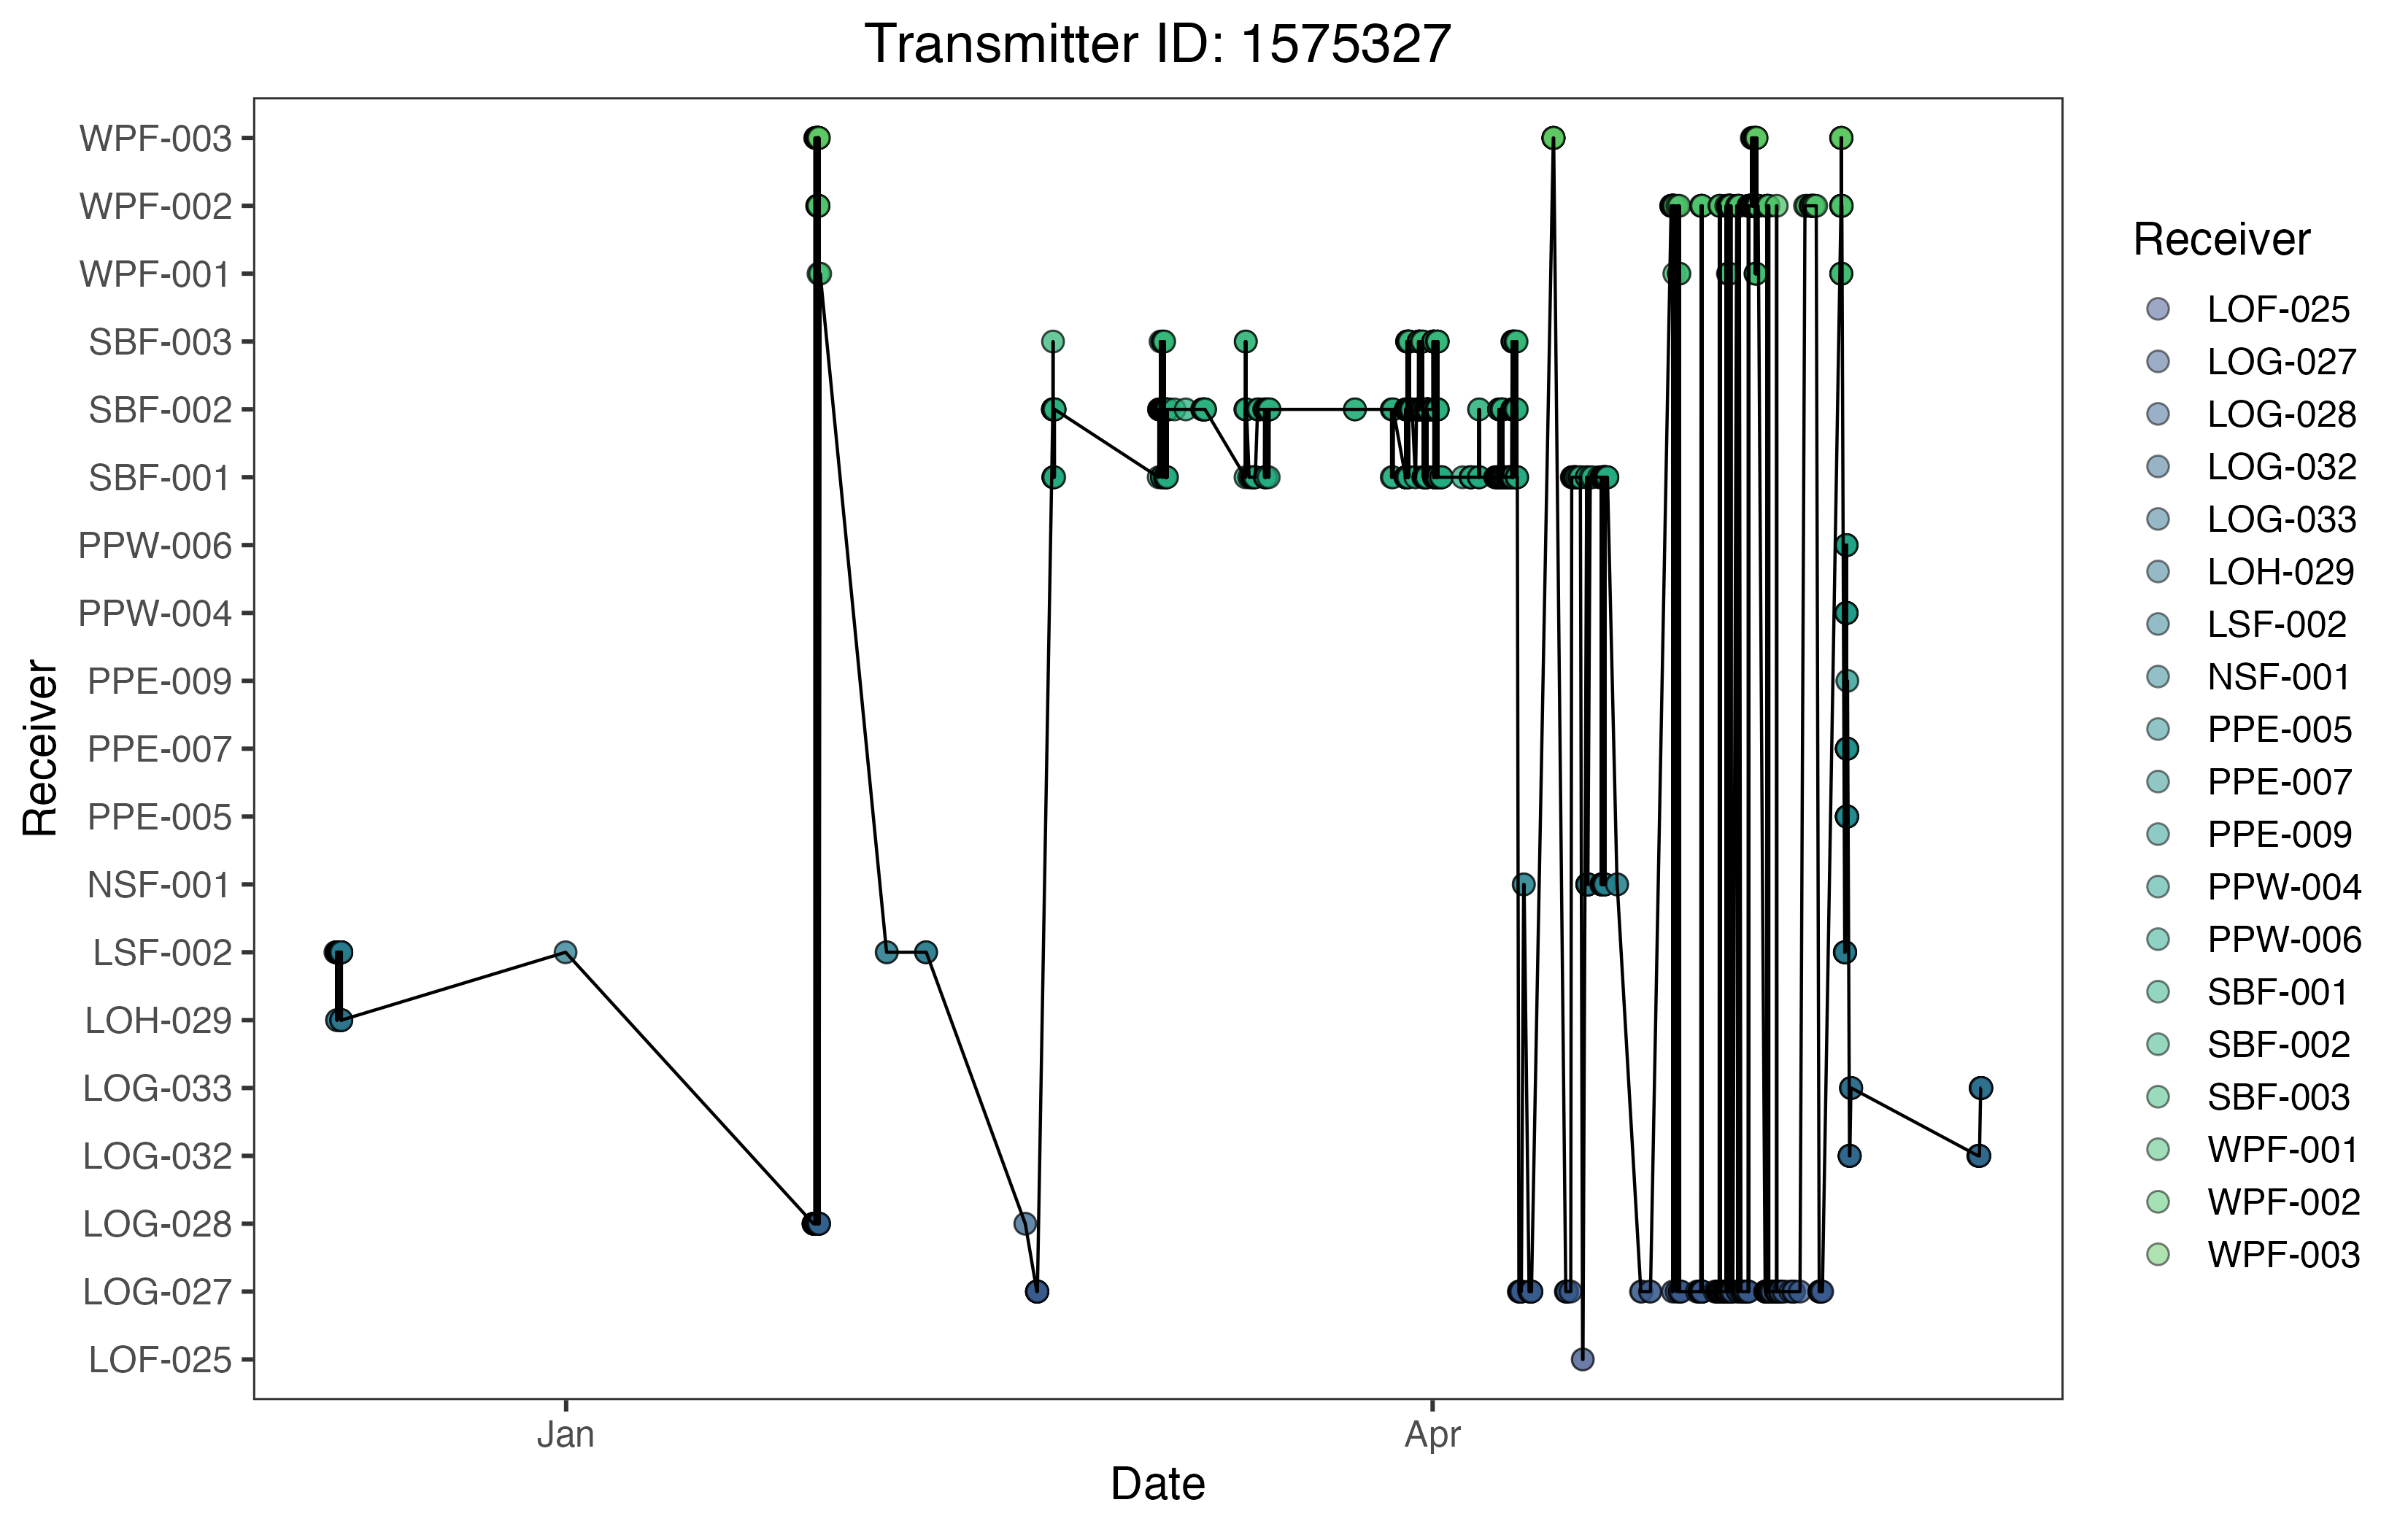 Transmitter ID: 1575327
WPF-003
WPF-002
WPF-001
SBF-003
SBF-002
SBF-001
PPW-006
PPW-004
PPE-009
PPE-007
PPE-005
NSF-001
LSF-002
LOH-029
LOG-033
LOG-032
LOG-028
LOG-027
LOF-025
Receiver
Jan
Apr
Date
Receiver
LOF-025
LOG-027
LOG-028
LOG-032
LOG-033
LOH-029
LSF-002
NSF-001
PPE-005
PPE-007
PPE-009
PPW-004
PPW-006
SBF-001
SBF-002
SBF-003
WPF-001
WPF-002
WPF-003